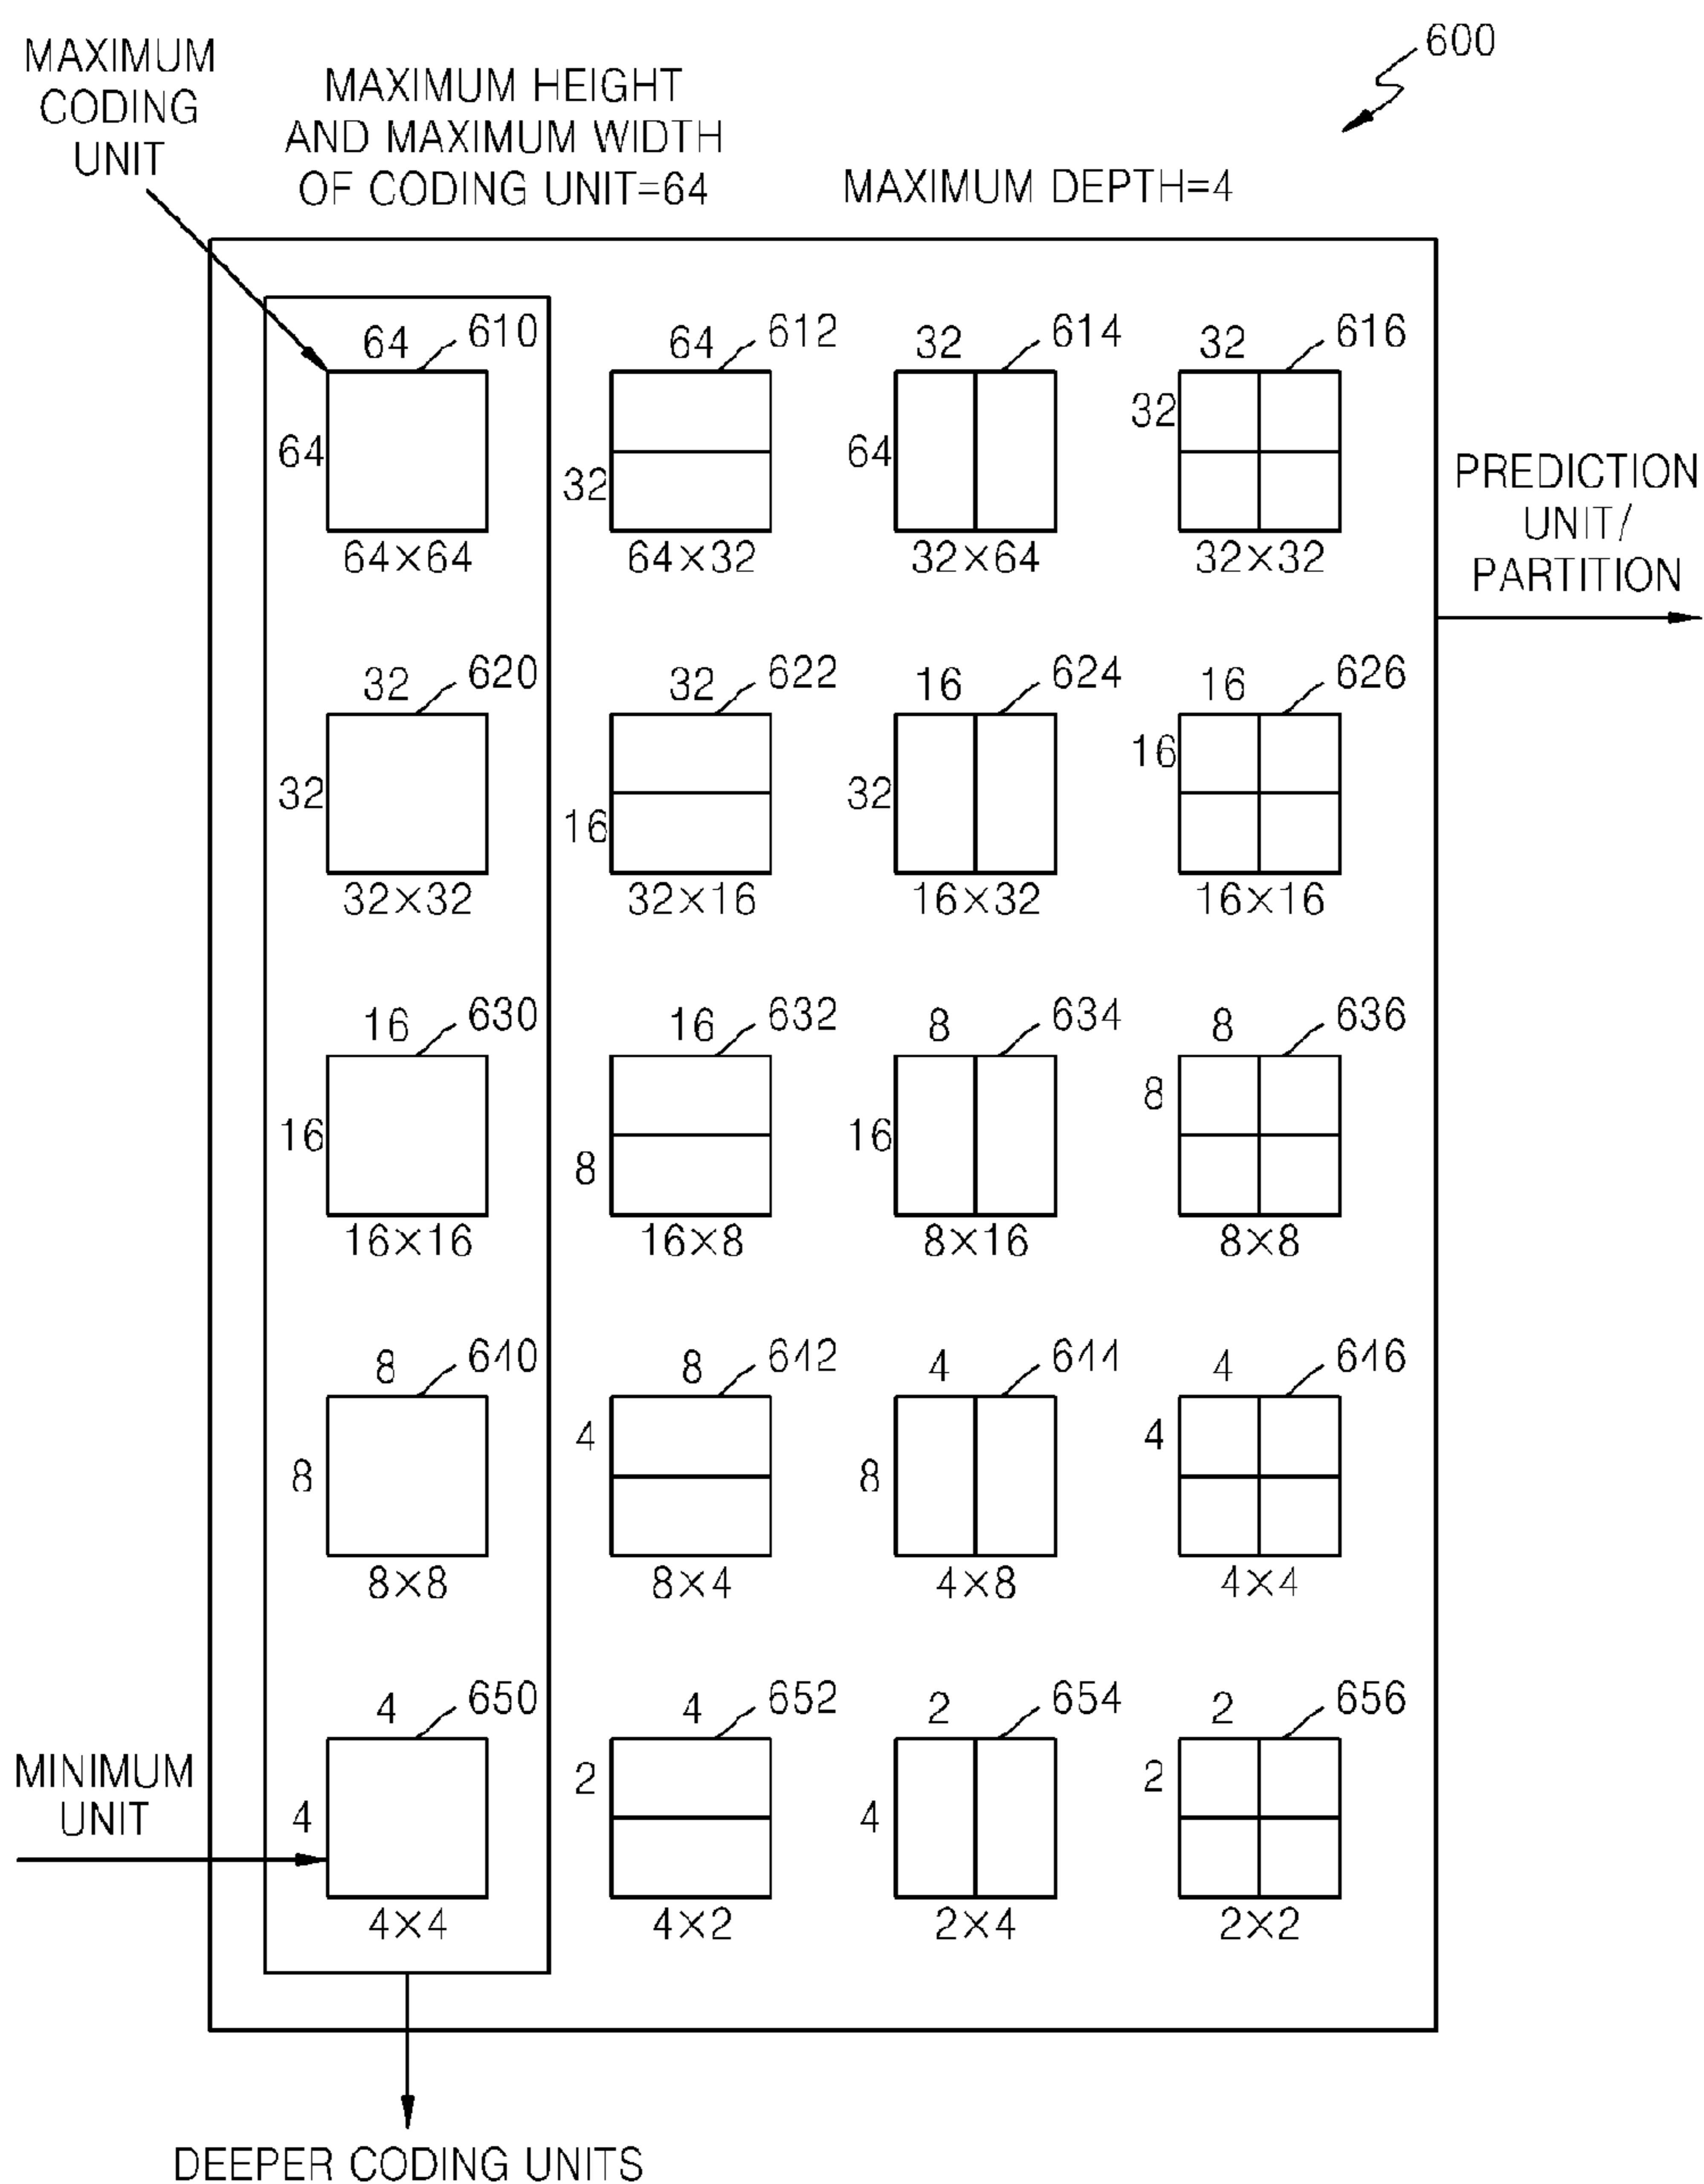 600
MAXIMUM
CODING
UNIT
MAXIMUM HEIGHT
AND MAXIMUM WIDTH
OF CODING UNIT=64
MAXIMUM DEPTH=4
64 610 64 612 32 614 32 616
64 32 64 32
64×64 64×32 32×64 32×32
PREDICTION
UNIT/
PARTITION
32 620 32 622 16 624 16 626
32 16 32 16
32×32 32×16 16×32 16×16
16 630 16 632 8 634 8 636
16 8 16 8
16×16 16×8 8×16 8×8
8 640 8 642 4 644 4 646
8 4 8 4
8×8 8×4 4×8 4×4
4 650 4 652 2 654 2 656
4 2 4 2
4×4 4×2 2×4 2×2
MINIMUM
UNIT
DEEPER CODING UNITS